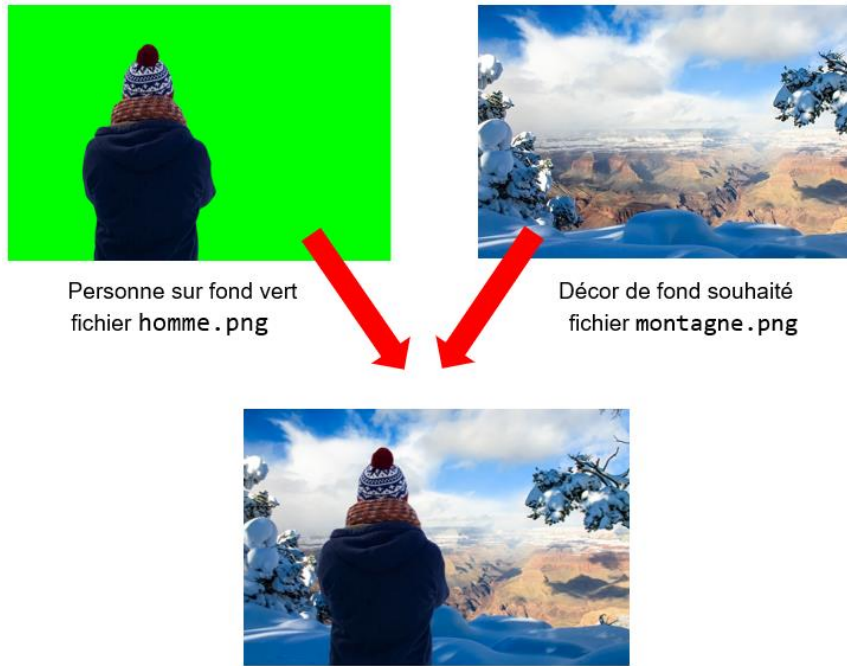 Personne sur fond vert
fichier homme.png
Décor de fond souhaité
fichier montagne.png